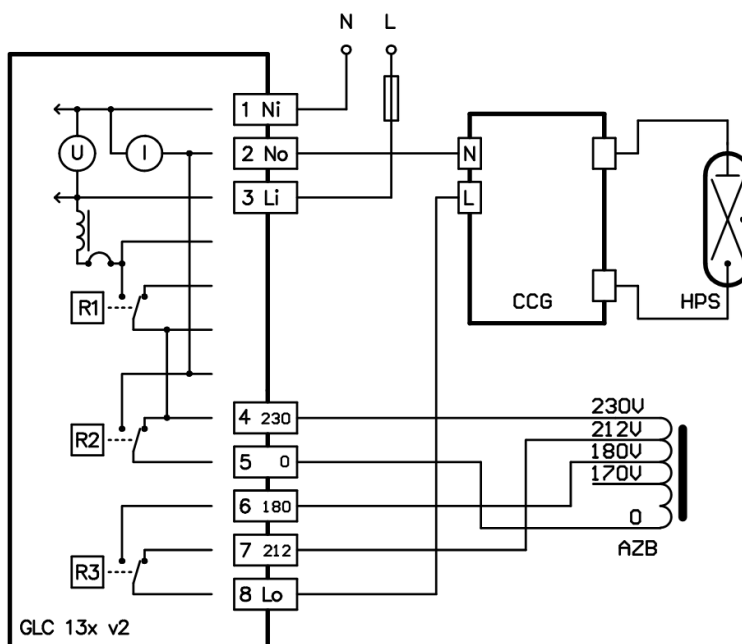 N L
1 Ni
2 No
3 Li
U
I
N
L
CCG
HPS
R1
R2
R3
4 230
5 0
6 180
7 212
8 Lo
230V
212V
180V
170V
0
AZB
GLC 13x v2